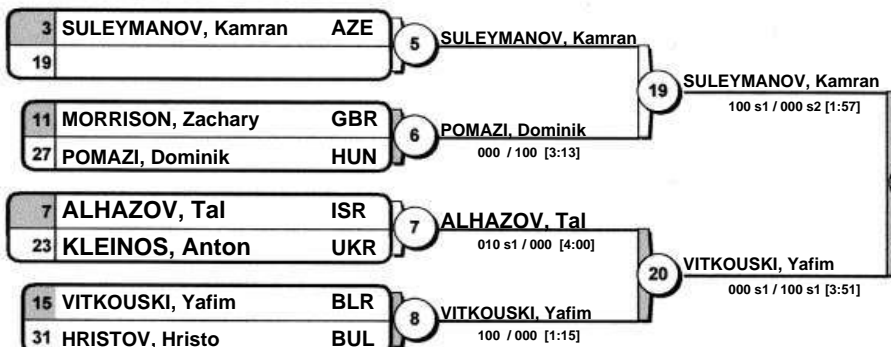 3 SULEYMANOV, Kamran AZE
19
5
SULEYMANOV, Kamran
11 MORRISON, Zachary GBR
27 POMAZI, Dominik HUN
6
POMAZI, Dominik
000 / 100 [3:13]
19
SULEYMANOV, Kamran
100 s1 / 000 s2 [1:57]
7 ALHAZOV, Tal ISR
23 KLEINOS, Anton UKR
7
ALHAZOV, Tal
010 s1 / 000 [4:00]
15 VITKOUSKI, Yafim BLR
31 HRISTOV, Hristo BUL
8
VITKOUSKI, Yafim
100 / 000 [1:15]
20
VITKOUSKI, Yafim
000 s1 / 100 s1 [3:51]